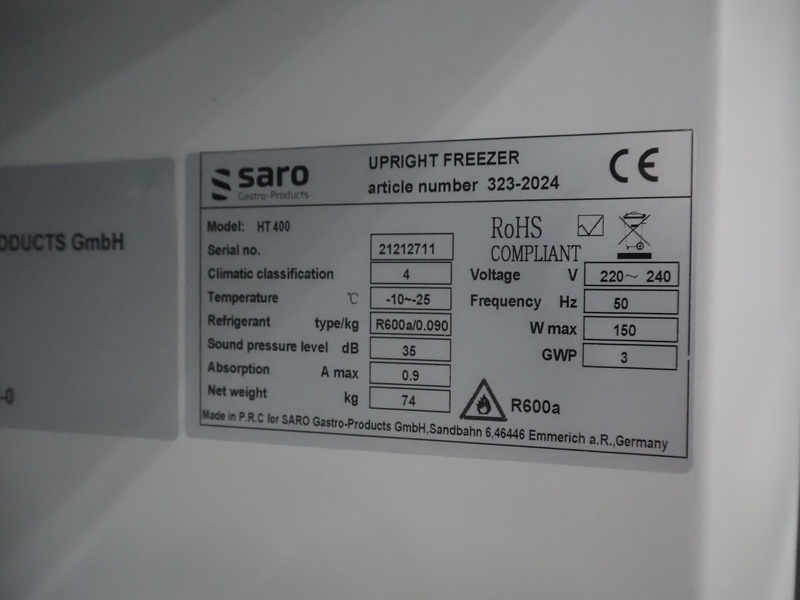 ODUCTS GmbH
-0
saro
Gastro-Products
UPRIGHT FREEZER
article number 323-2024
CE
Model: HT 400
Serial no. 21212711
Climatic classification 4
Temperature °C -10~-25
Refrigerant type/kg R600a/0.090
Sound pressure level dB 35
Absorption A max 0.9
Net weight kg 74
RoHS
COMPLIANT
Voltage V 220~ 240
Frequency Hz 50
W max 150
GWP 3
R600a
Made in P.R.C for SARO Gastro-Products GmbH,Sandbahn 6,46446 Emmerich a.R.,Germany